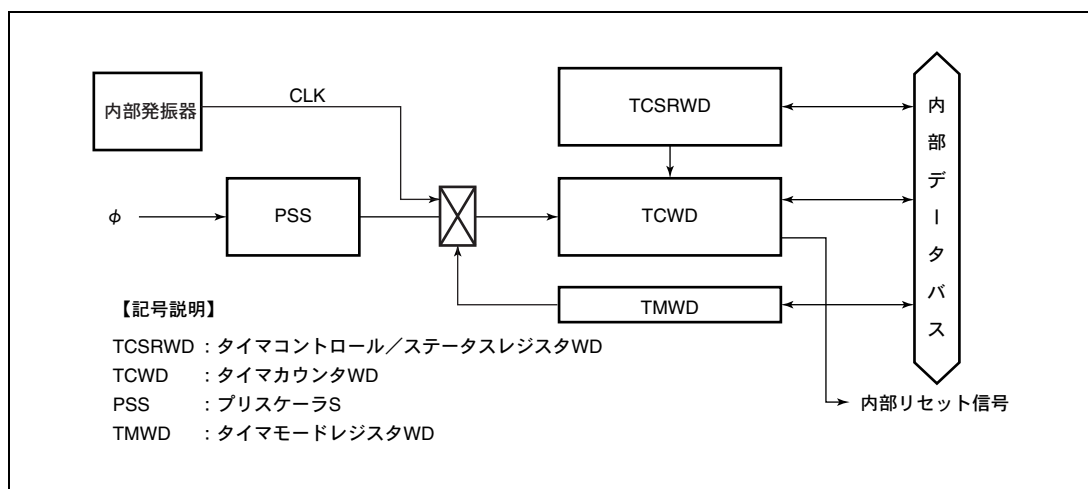 内部発振器
CLK
TCSRWD
φ
PSS
TCWD
TMWD
内部データバス
内部リセット信号
【記号説明】
TCSRWD：タイマコントロール／ステータスレジスタWD
TCWD ：タイマカウンタWD
PSS ：プリスケーラS
TMWD ：タイマモードレジスタWD